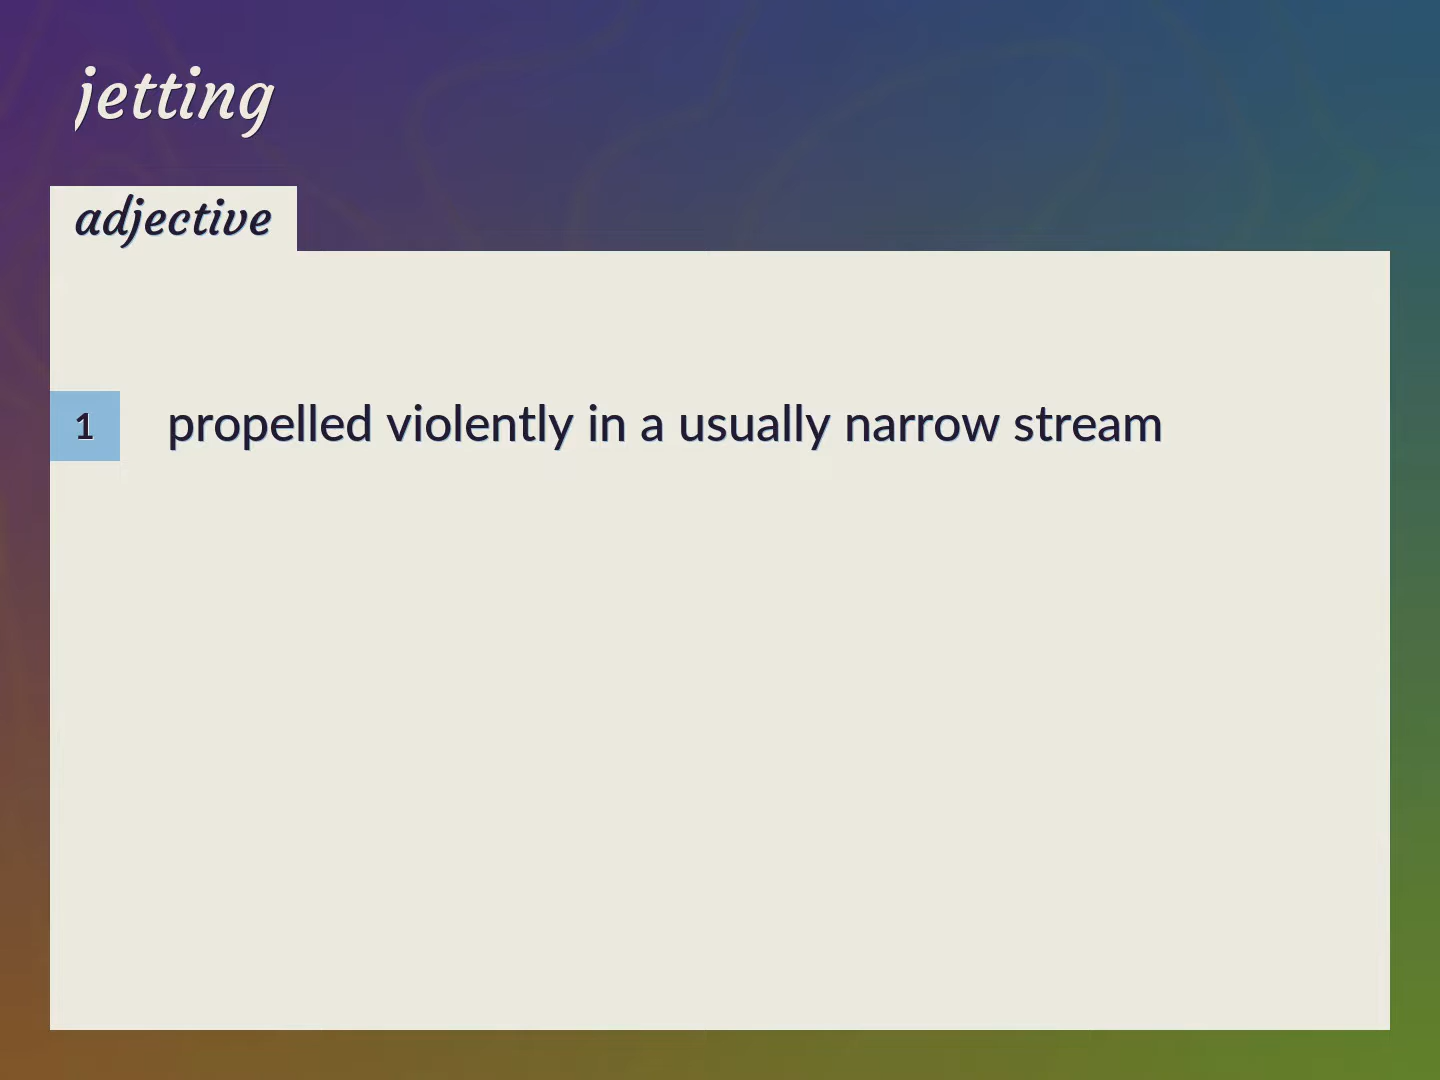 jetting
adjective
1 propelled violently in a usually narrow stream